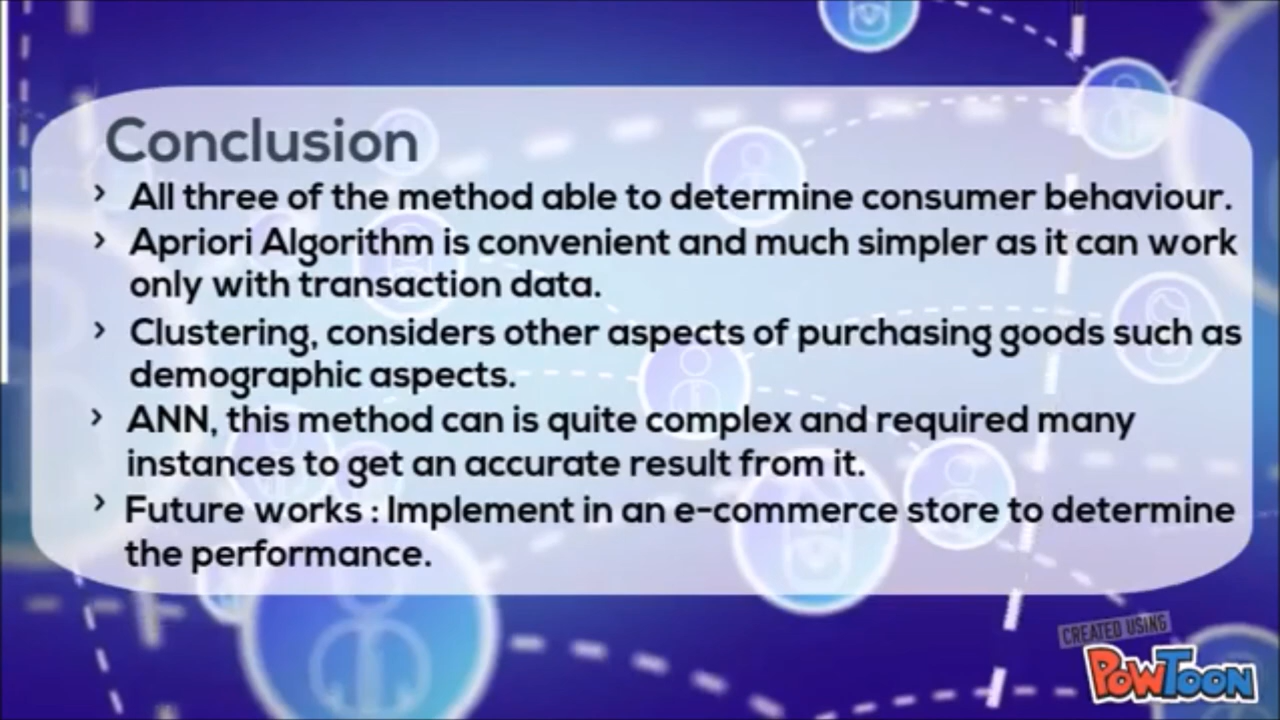 Conclusion
› All three of the method able to determine consumer behaviour.
› Apriori Algorithm is convenient and much simpler as it can work
only with transaction data.
› Clustering, considers other aspects of purchasing goods such as
demographic aspects.
› ANN, this method can is quite complex and required many
instances to get an accurate result from it.
› Future works : Implement in an e-commerce store to determine
the performance.
CREATED USING
POWTOON